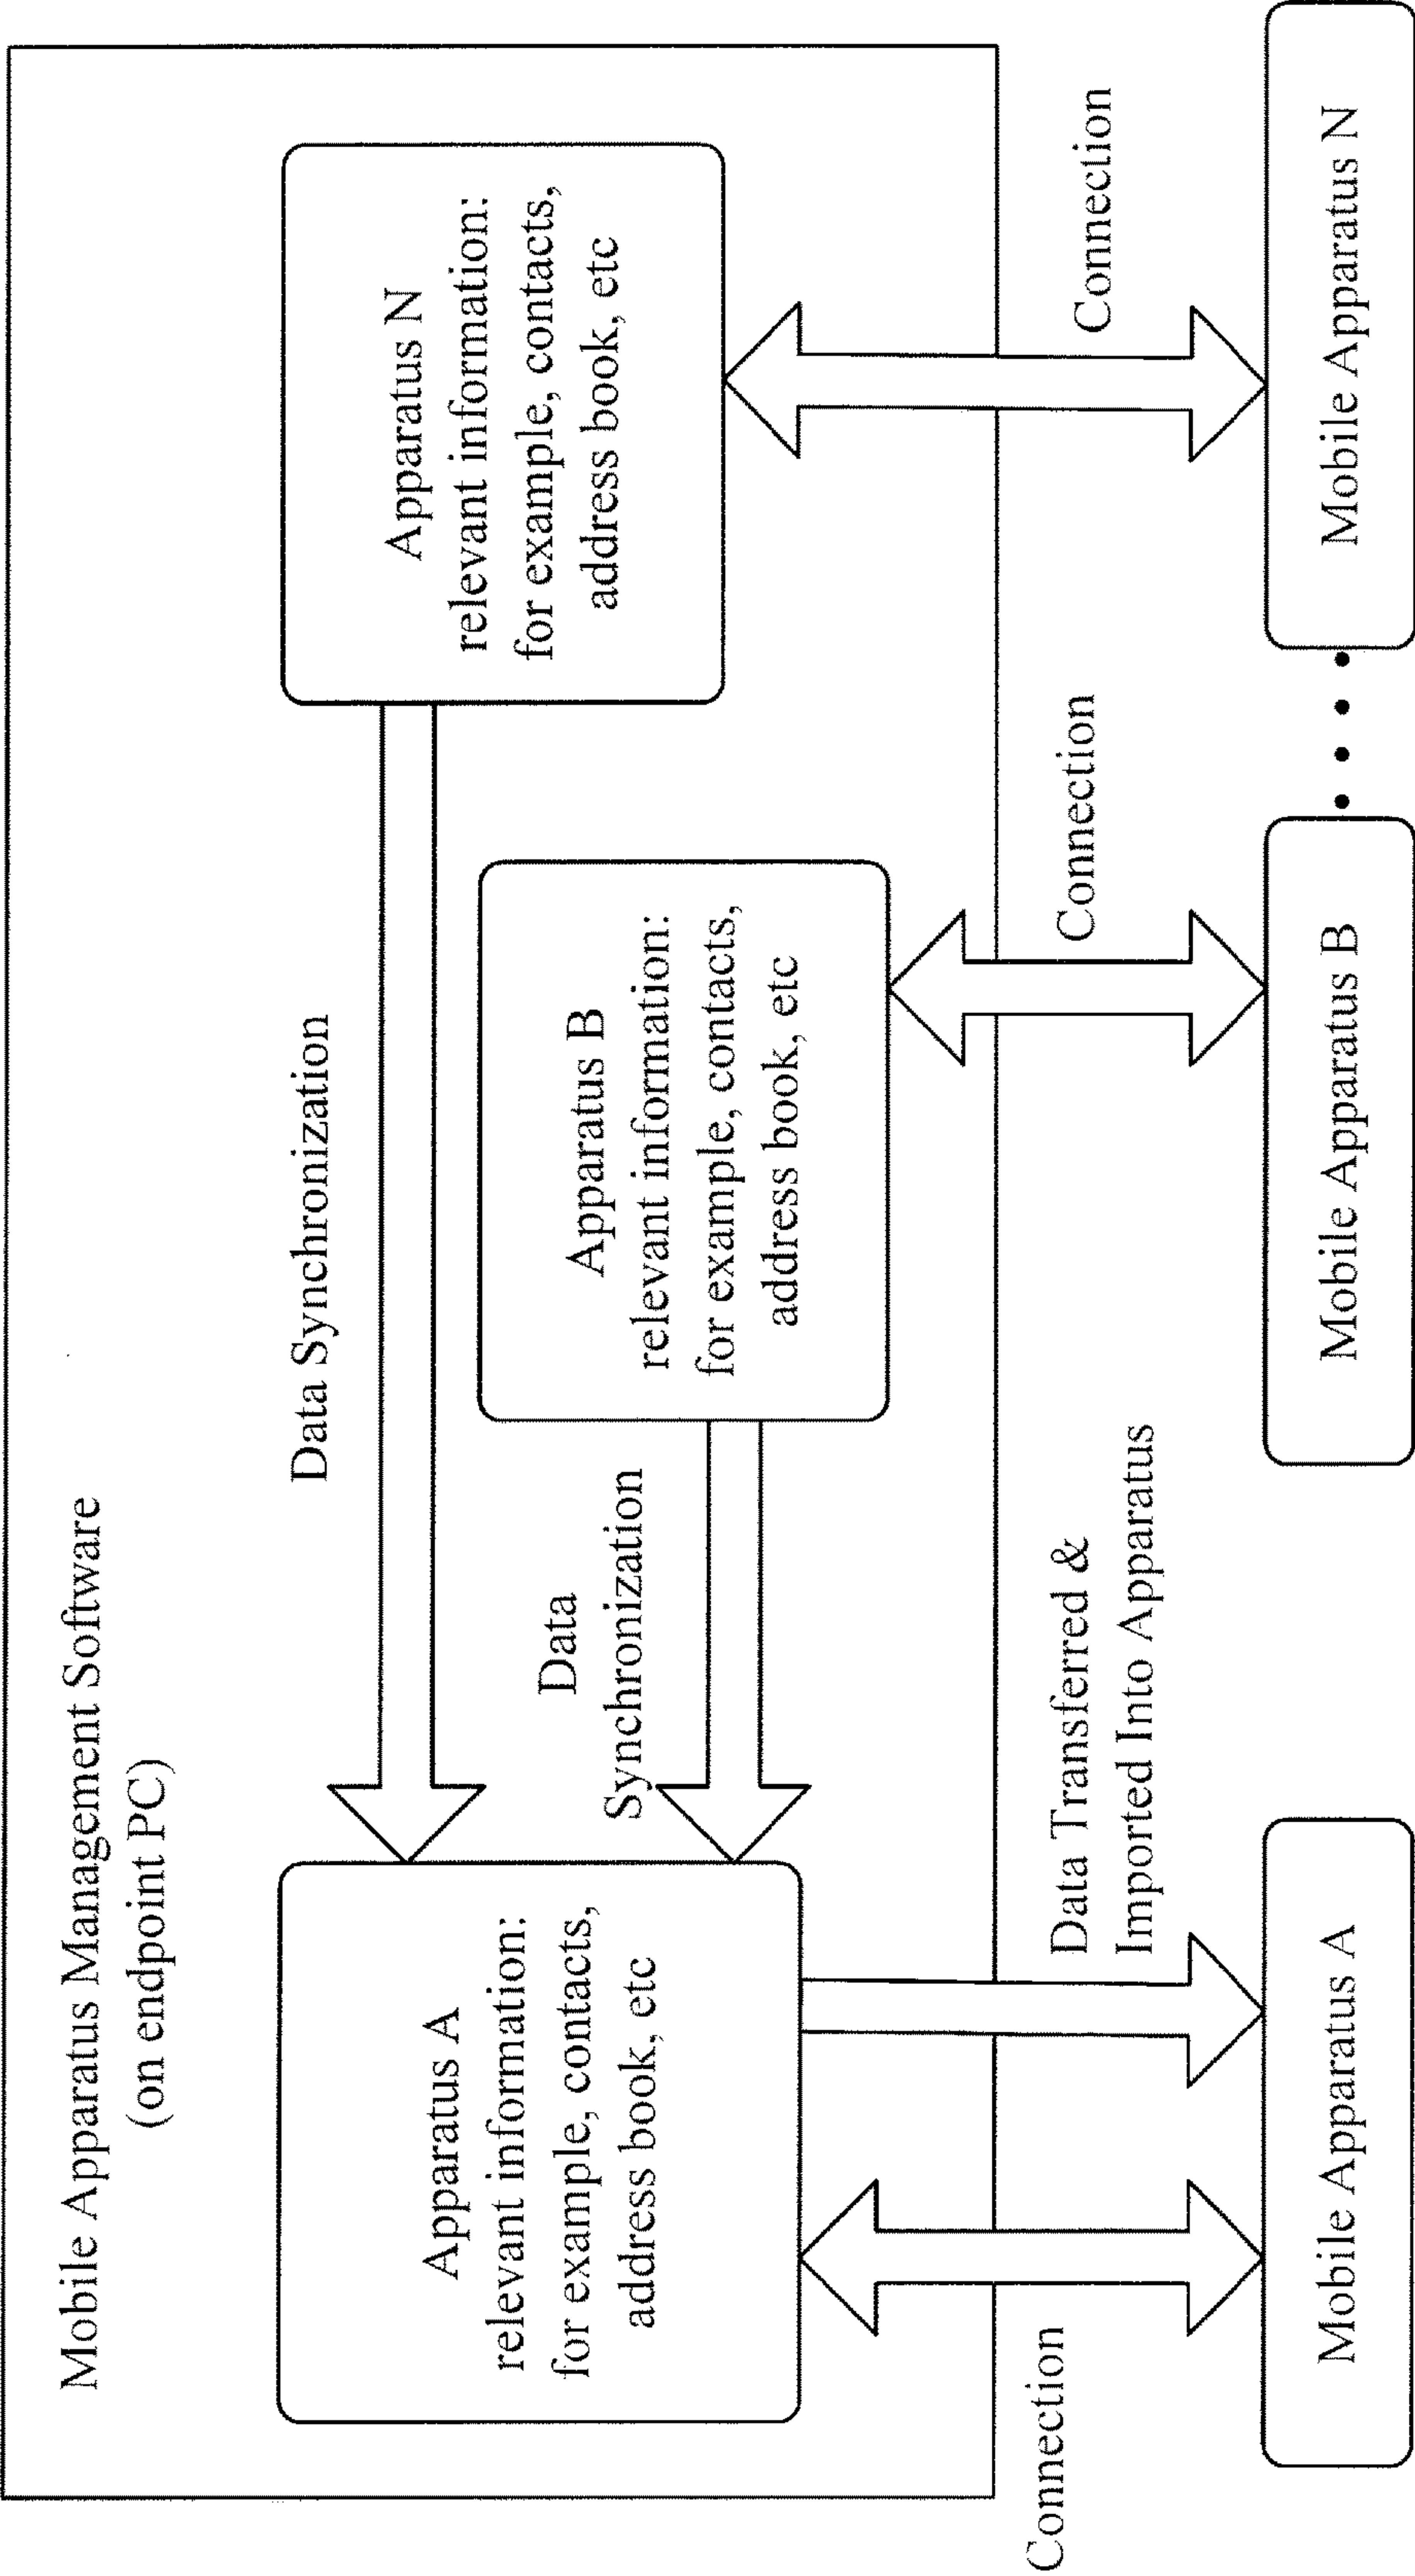 Mobile Apparatus Management Software
(on endpoint PC)
Data Synchronization
Apparatus A
relevant information:
for example, contacts,
address book, etc
Data
Synchronization
Apparatus B
relevant information:
for example, contacts,
address book, etc
Apparatus N
relevant information:
for example, contacts,
address book, etc
Connection
Data Transferred &
Imported Into Apparatus
Connection
Connection
Mobile Apparatus A
Mobile Apparatus B
Mobile Apparatus N